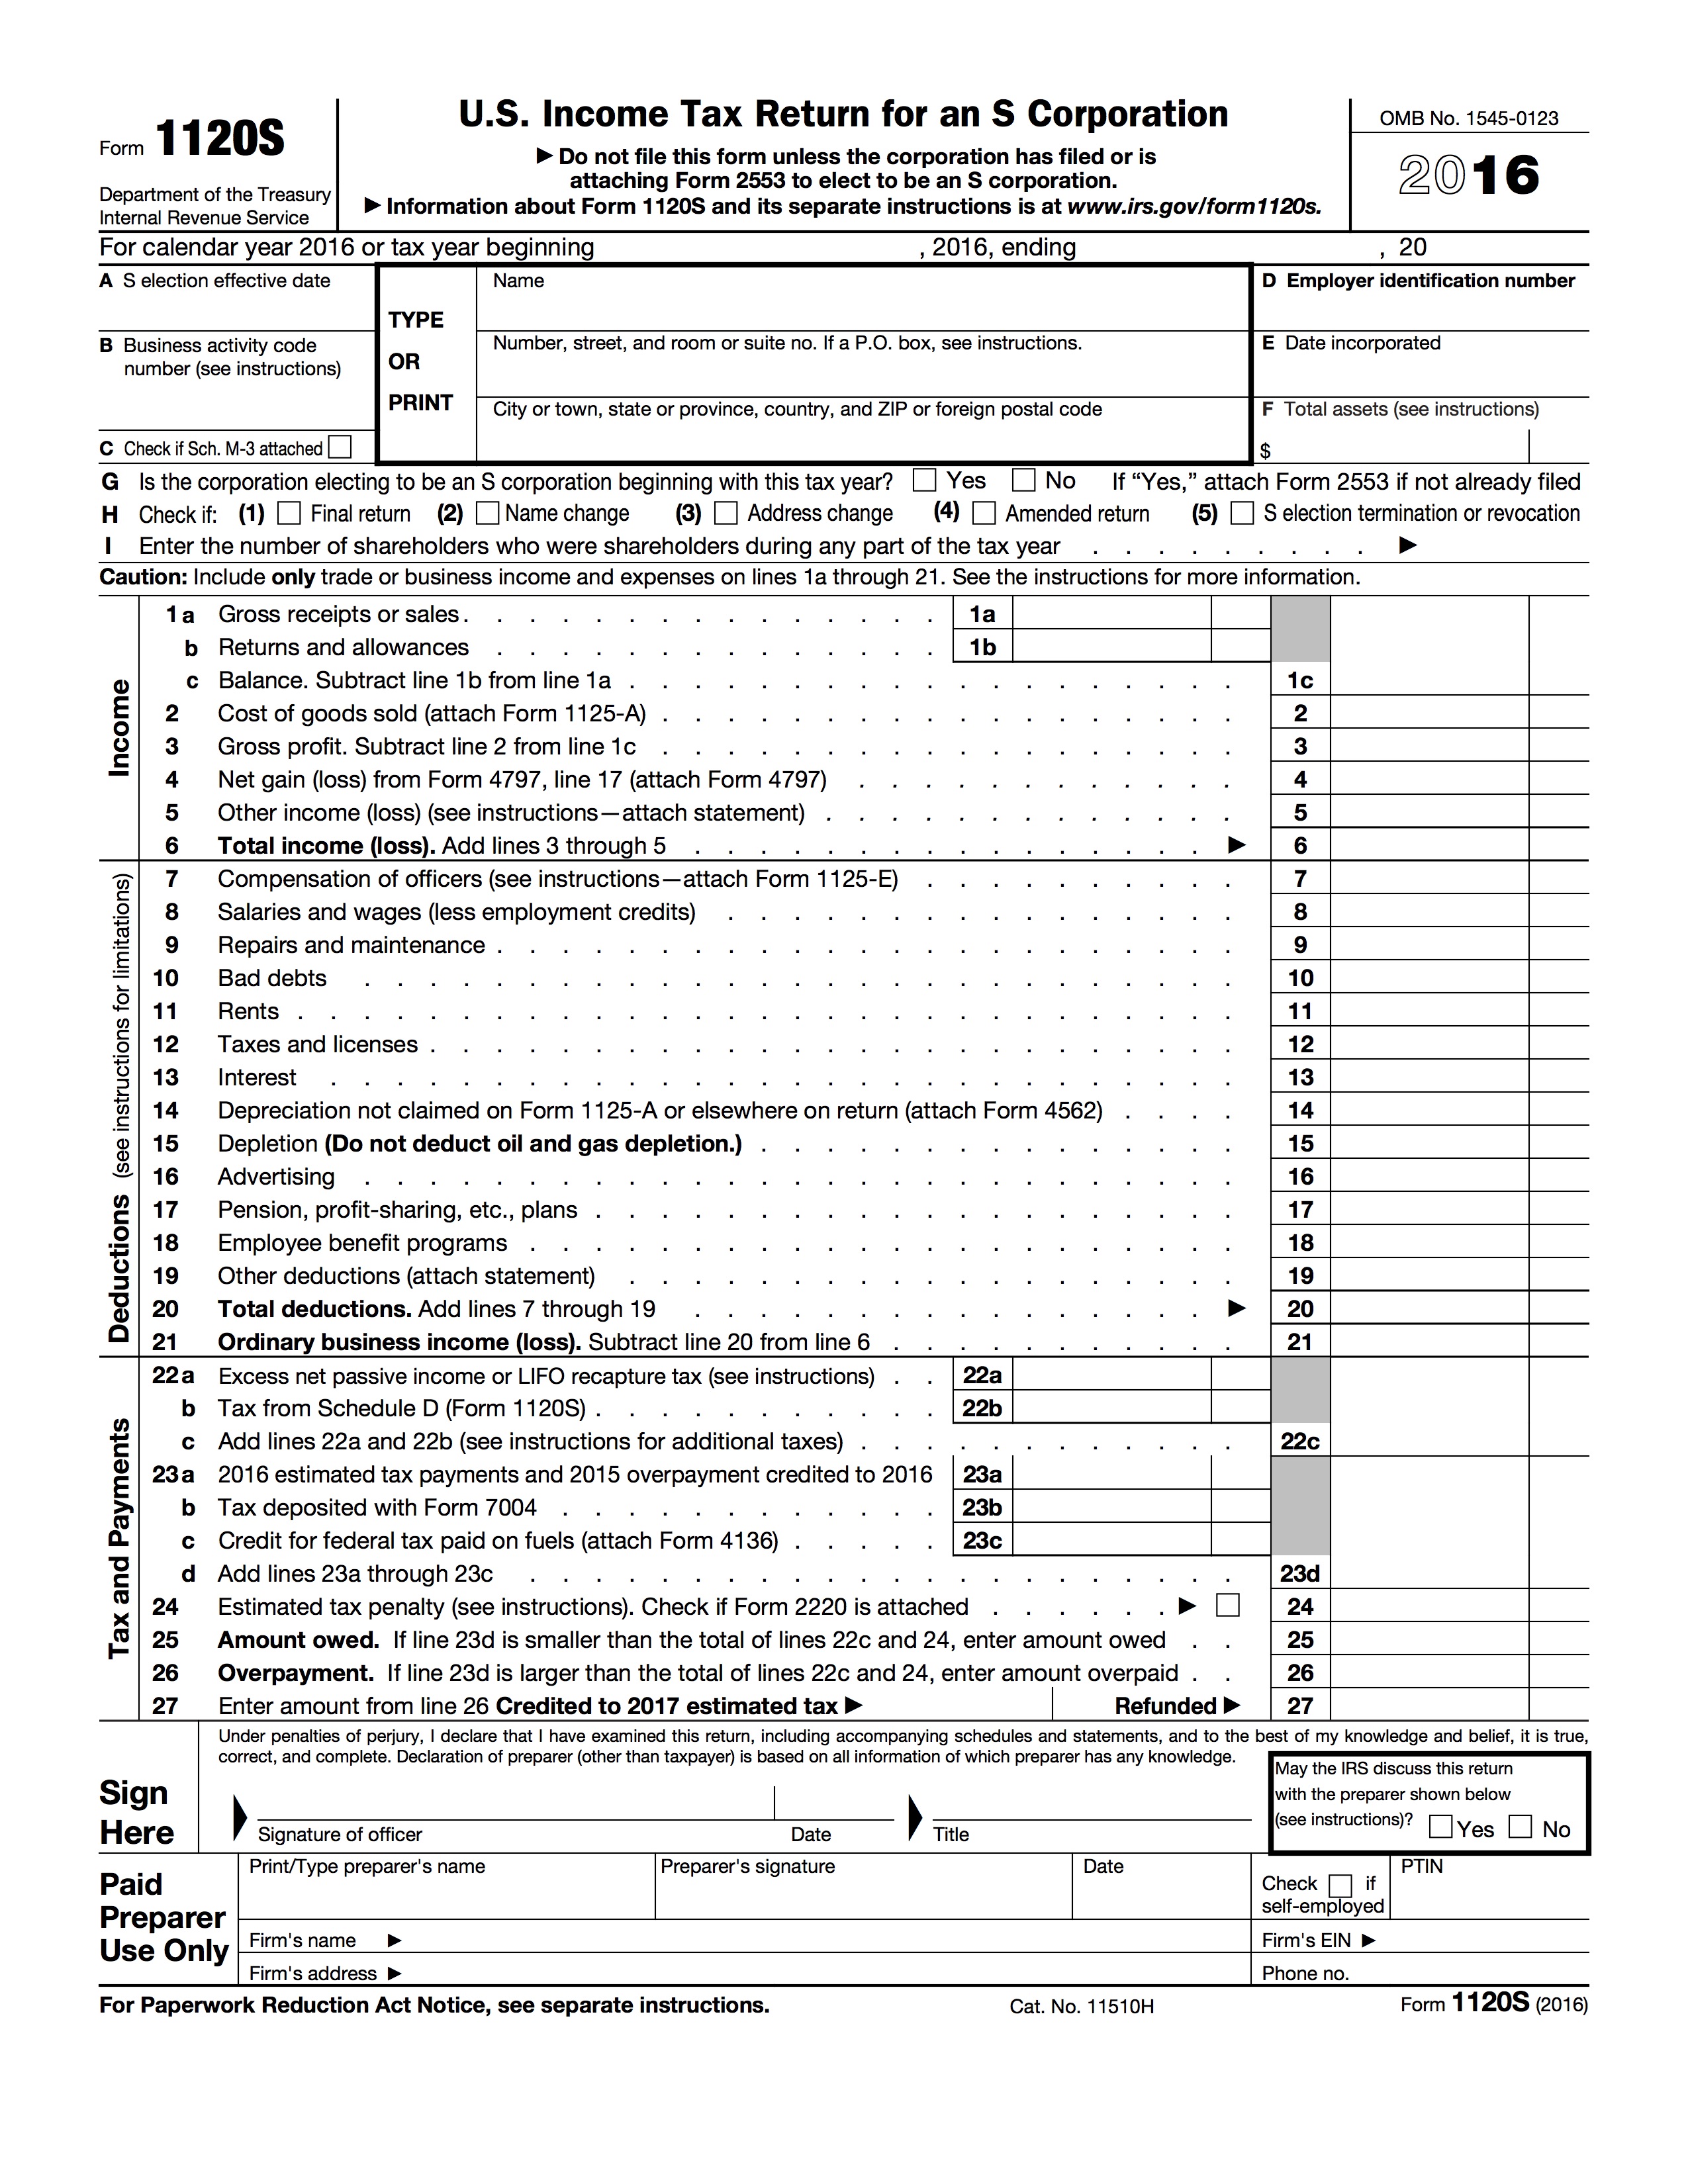 Form 1120S
Department of the Treasury
Internal Revenue Service
U.S. Income Tax Return for an S Corporation
▶ Do not file this form unless the corporation has filed or is
attaching Form 2553 to elect to be an S corporation.
▶ Information about Form 1120S and its separate instructions is at www.irs.gov/form1120s.
OMB No. 1545-0123
2016
For calendar year 2016 or tax year beginning , 2016, ending , 20
A S election effective date
B Business activity code
number (see instructions)
C Check if Sch. M-3 attached
TYPE
OR
PRINT
Name
Number, street, and room or suite no. If a P.O. box, see instructions.
City or town, state or province, country, and ZIP or foreign postal code
D Employer identification number
E Date incorporated
F Total assets (see instructions)
$
G Is the corporation electing to be an S corporation beginning with this tax year? Yes No If “Yes,” attach Form 2553 if not already filed
H Check if: (1) Final return (2) Name change (3) Address change (4) Amended return (5) S election termination or revocation
I Enter the number of shareholders who were shareholders during any part of the tax year . . . . . . . . . ▶
Caution: Include only trade or business income and expenses on lines 1a through 21. See the instructions for more information.
Income
1 a Gross receipts or sales . . . . . . . . . . . . . . . 1a
b Returns and allowances . . . . . . . . . . . . . . 1b
c Balance. Subtract line 1b from line 1a . . . . . . . . . . . . . . . . . . . 1c
2 Cost of goods sold (attach Form 1125-A) . . . . . . . . . . . . . . . . . . 2
3 Gross profit. Subtract line 2 from line 1c . . . . . . . . . . . . . . . . . . 3
4 Net gain (loss) from Form 4797, line 17 (attach Form 4797) . . . . . . . . . . . . 4
5 Other income (loss) (see instructions—attach statement) . . . . . . . . . . . . . 5
6 Total income (loss). Add lines 3 through 5 . . . . . . . . . . . . . . . . ▶ 6
Deductions (see instructions for limitations)
7 Compensation of officers (see instructions—attach Form 1125-E) . . . . . . . . . . 7
8 Salaries and wages (less employment credits) . . . . . . . . . . . . . . . . 8
9 Repairs and maintenance . . . . . . . . . . . . . . . . . . . . . . . 9
10 Bad debts . . . . . . . . . . . . . . . . . . . . . . . . . . . 10
11 Rents . . . . . . . . . . . . . . . . . . . . . . . . . . . . . 11
12 Taxes and licenses . . . . . . . . . . . . . . . . . . . . . . . . . 12
13 Interest . . . . . . . . . . . . . . . . . . . . . . . . . . . . 13
14 Depreciation not claimed on Form 1125-A or elsewhere on return (attach Form 4562) . . . . 14
15 Depletion (Do not deduct oil and gas depletion.) . . . . . . . . . . . . . . . 15
16 Advertising . . . . . . . . . . . . . . . . . . . . . . . . . . . 16
17 Pension, profit-sharing, etc., plans . . . . . . . . . . . . . . . . . . . . 17
18 Employee benefit programs . . . . . . . . . . . . . . . . . . . . . . 18
19 Other deductions (attach statement) . . . . . . . . . . . . . . . . . . . 19
20 Total deductions. Add lines 7 through 19 . . . . . . . . . . . . . . . . ▶ 20
21 Ordinary business income (loss). Subtract line 20 from line 6 . . . . . . . . . . . 21
Tax and Payments
22 a Excess net passive income or LIFO recapture tax (see instructions) . . 22a
b Tax from Schedule D (Form 1120S) . . . . . . . . . . . 22b
c Add lines 22a and 22b (see instructions for additional taxes) . . . . . . . . . . . . 22c
23 a 2016 estimated tax payments and 2015 overpayment credited to 2016 23a
b Tax deposited with Form 7004 . . . . . . . . . . . . 23b
c Credit for federal tax paid on fuels (attach Form 4136) . . . . . 23c
d Add lines 23a through 23c . . . . . . . . . . . . . . . . . . . . . . 23d
24 Estimated tax penalty (see instructions). Check if Form 2220 is attached . . . . . . ▶ 24
25 Amount owed. If line 23d is smaller than the total of lines 22c and 24, enter amount owed . . 25
26 Overpayment. If line 23d is larger than the total of lines 22c and 24, enter amount overpaid . . 26
27 Enter amount from line 26 Credited to 2017 estimated tax ▶ Refunded ▶ 27
Sign
Here
Under penalties of perjury, I declare that I have examined this return, including accompanying schedules and statements, and to the best of my knowledge and belief, it is true,
correct, and complete. Declaration of preparer (other than taxpayer) is based on all information of which preparer has any knowledge.
Signature of officer Date Title
May the IRS discuss this return
with the preparer shown below
(see instructions)? Yes No
Paid
Preparer
Use Only
Print/Type preparer's name
Preparer's signature
Date
Check if
self-employed
PTIN
Firm's name ▶
Firm's EIN ▶
Firm's address ▶
Phone no.
For Paperwork Reduction Act Notice, see separate instructions. Cat. No. 11510H Form 1120S (2016)